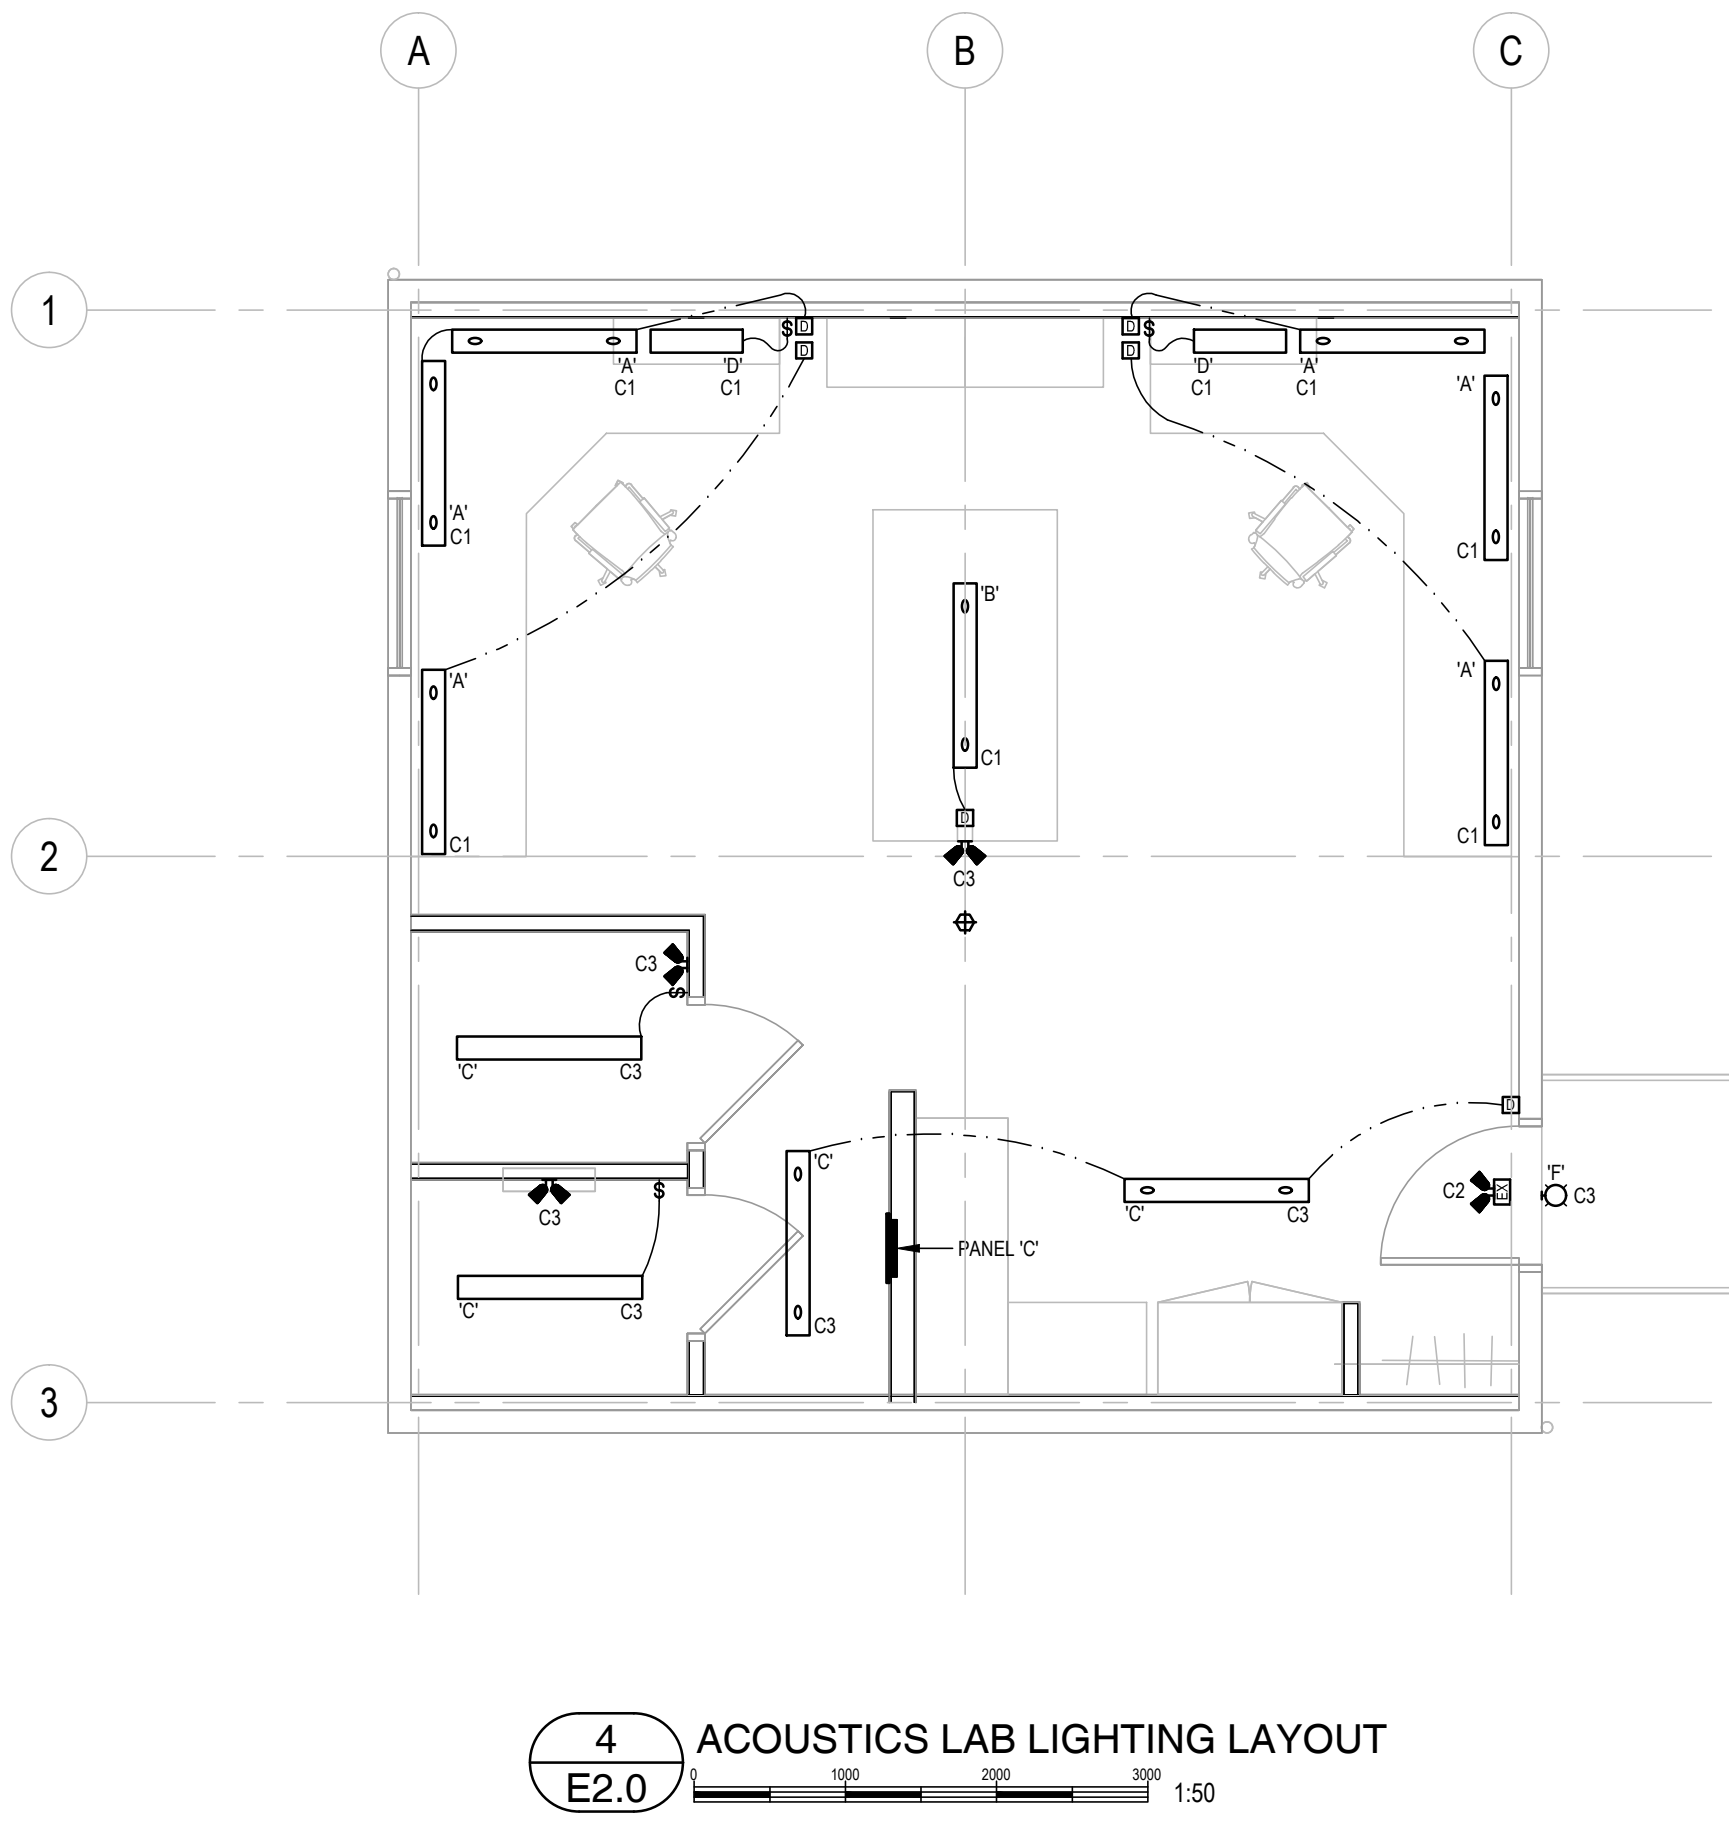 A B C
1
$ D D $
D D
'A' 'D' 'D' 'A'
C1 C1 C1 C1
'A'
'A'
C1
C1
'B'
'A'
'A'
C1
C1
C1
D
2
C3
C3
$
'C' C3
D
'C'
$
C2 EX 'F' C3
C3
'C' C3
PANEL 'C'
'C' C3
C3
3
4
E2.0
ACOUSTICS LAB LIGHTING LAYOUT
0 1000 2000 3000
1:50